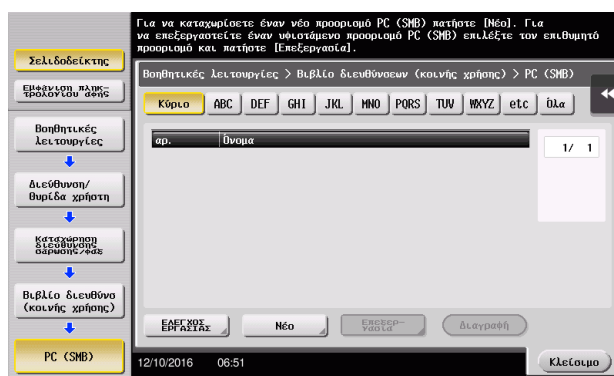 Για να καταχωρίσετε έναν νέο προορισμό PC (SMB) πατήστε [Νέο]. Για
να επεξεργαστείτε έναν υφιστάμενο προορισμό PC (SMB) επιλέξτε τον επιθυμητό
προορισμό και πατήστε [Επεξεργασία].
Σελιδοδείκτης
Εμφάνιση πληκ-
τρολογίου αφής
Βοηθητικές
λειτουργίες
Διεύθυνση/
Θυρίδα χρήστη
Καταχώρηση
διεύθυνσης
σάρωσης/φαξ
Βιβλίο διευθύνσ
(κοινής χρήσης)
PC (SMB)
Βοηθητικές λειτουργίες > Βιβλίο διευθύνσεων (κοινής χρήσης) > PC (SMB)
Κύριο ABC DEF GHI JKL MNO PQRS TUV WXYZ etc Όλα
αρ. Όνομα
1/ 1
ΕΛΕΓΧΟΣ
ΕΡΓΑΣΙΑΣ
Νέο
Επεξερ-
γασία
Διαγραφή
12/10/2016 06:51
Κλείσιμο